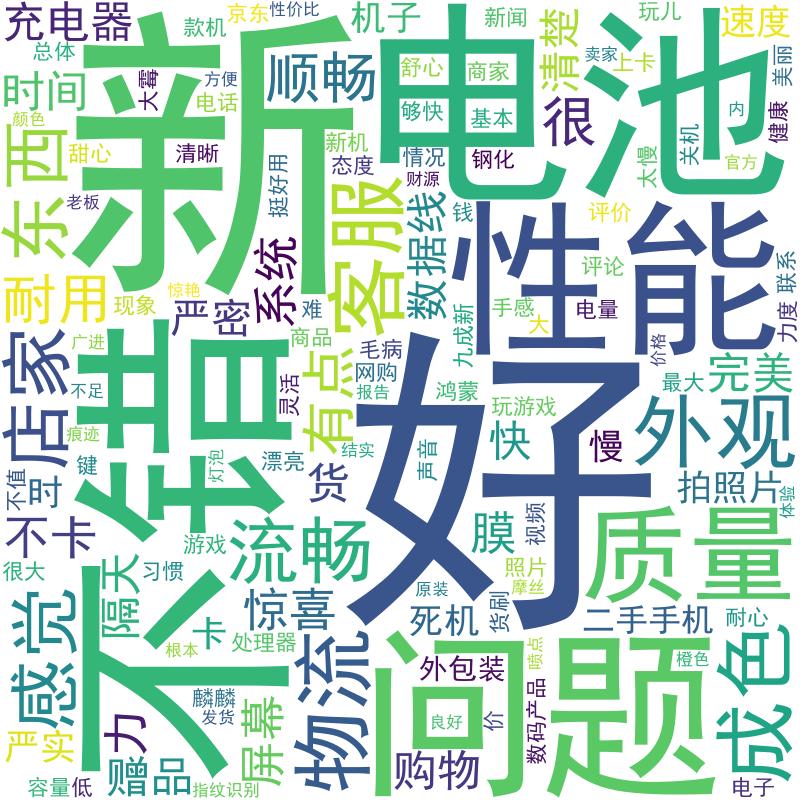 充电器
款机
京东
性价比
机子
新闻
玩儿
速度
总体
新
电池
顺畅
舒心
商家
清楚
卖家
上卡
美丽
时间
大霉
方便
电话
够快
基本
很
内
健康
颜色
东西
甜心
清晰
新机
态度
情况
钢化
太慢
关机
官方
老板
挺好用
客服
财源
数据线
钱
性能
评价
耐用
现象
惊艳
严密
系统
难
评论
联系
手感
大
电量
力度
店家
广进
不错
商品
毛病
网购
九成新
价格
不足
灵活
有点
报告
鸿蒙
好
最大
完美
痕迹
键
灯泡
漂亮
结实
声音
玩游戏
快
慢
外观
不值
时
货
拍照片
体验
不卡
游戏
流畅
膜
视频
质量
很大
隔天
习惯
照片
摩丝
感觉
惊喜
原装
死机
货刷
二手手机
耐心
卡
处理器
根本
物流
问题
外包装
喷点
橙色
成色
力
麟麟
发货
屏幕
良好
价
数码产品
严实
容量
低
赠品
指纹识别
购物
电子